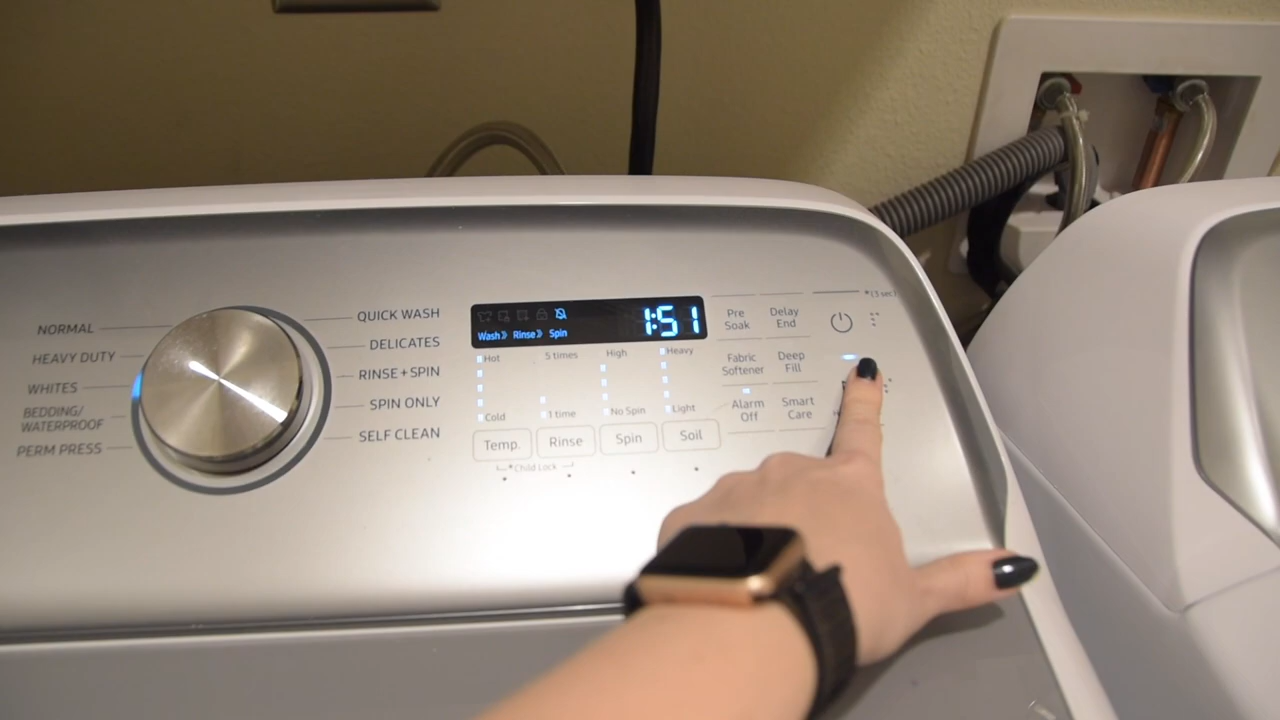 NORMAL
HEAVY DUTY
WHITES
BEDDING/
WATERPROOF
PERM PRESS
QUICK WASH
DELICATES
RINSE+SPIN
SPIN ONLY
SELF CLEAN
1:51
Wash» Rinse» Spin
Hot 5 times High Heavy
Cold 1 time No Spin Light
Temp. Rinse Spin Soil
*Child Lock
Pre
Soak
Delay
End
Fabric
Softener
Deep
Fill
Alarm
Off
Smart
Care
*(3 sec)